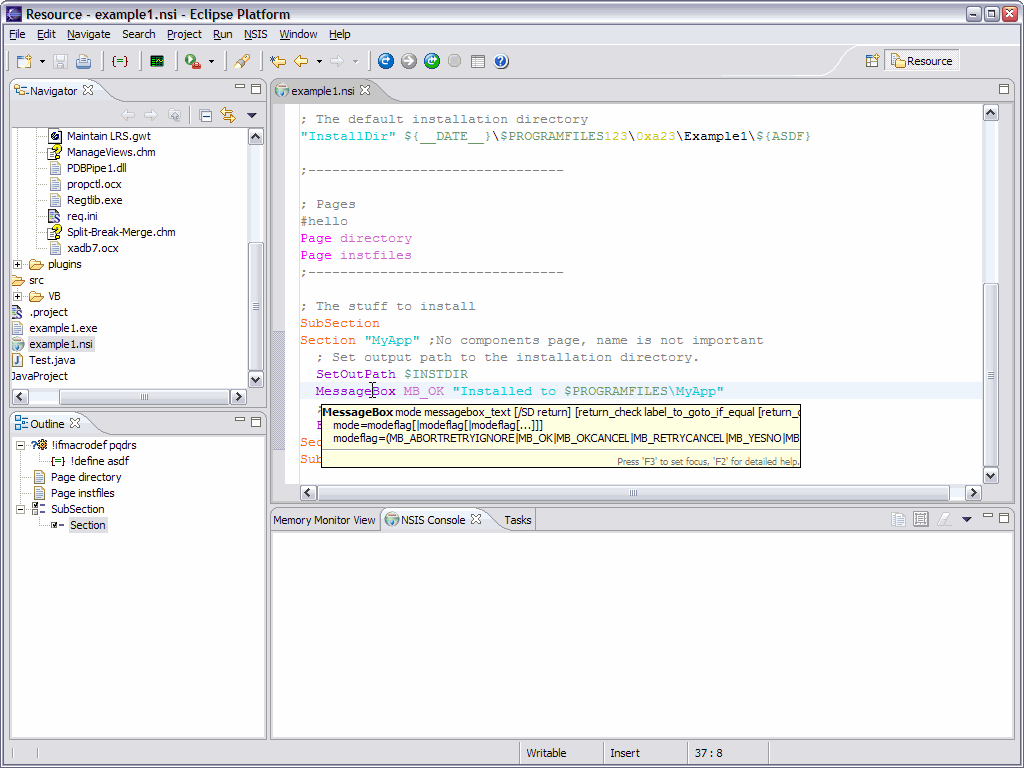 Resource - example1.nsi - Eclipse Platform
File Edit Navigate Search Project Run NSIS Window Help
Resource
Navigator
Maintain LRS.gwt
ManageViews.chm
PDBPipe1.dll
propctl.ocx
Regtlib.exe
req.ini
Split-Break-Merge.chm
xadb7.ocx
plugins
src
VB
.project
example1.exe
example1.nsi
Test.java
JavaProject
Outline
!ifmacrodef pqdrs
{=} !define asdf
Page directory
Page instfiles
SubSection
Section
example1.nsi
; The default installation directory
"InstallDir" ${__DATE__}\$PROGRAMFILES123\0xa23\Example1\${ASDF}
;--------------------------------
; Pages
#hello
Page directory
Page instfiles
;--------------------------------
; The stuff to install
SubSection
Section "MyApp" ;No components page, name is not important
; Set output path to the installation directory.
SetOutPath $INSTDIR
MessageBox MB_OK "Installed to $PROGRAMFILES\MyApp"
MessageBox mode messagebox_text [/SD return] [return_check label_to_goto_if_equal [return_c
mode=modeflag[|modeflag[|modeflag[...]]]
modeflag=(MB_ABORTRETRYIGNORE|MB_OK|MB_OKCANCEL|MB_RETRYCANCEL|MB_YESNO|MB
Press 'F3' to set focus, 'F2' for detailed help.
Sec
Sub
Memory Monitor View NSIS Console Tasks
Writable Insert 37 : 8